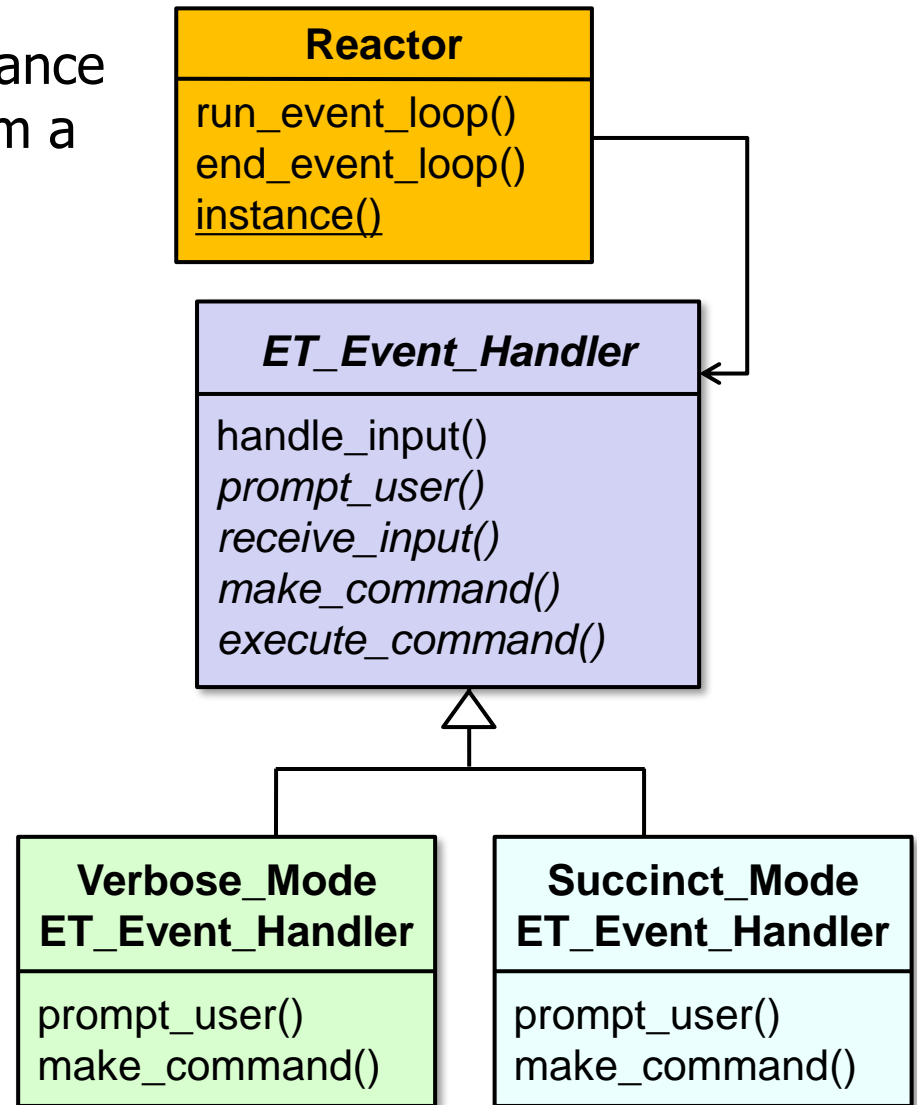 ance
m a
Reactor
run_event_loop()
end_event_loop()
instance()
ET_Event_Handler
handle_input()
prompt_user()
receive_input()
make_command()
execute_command()
Verbose_Mode
ET_Event_Handler
prompt_user()
make_command()
Succinct_Mode
ET_Event_Handler
prompt_user()
make_command()